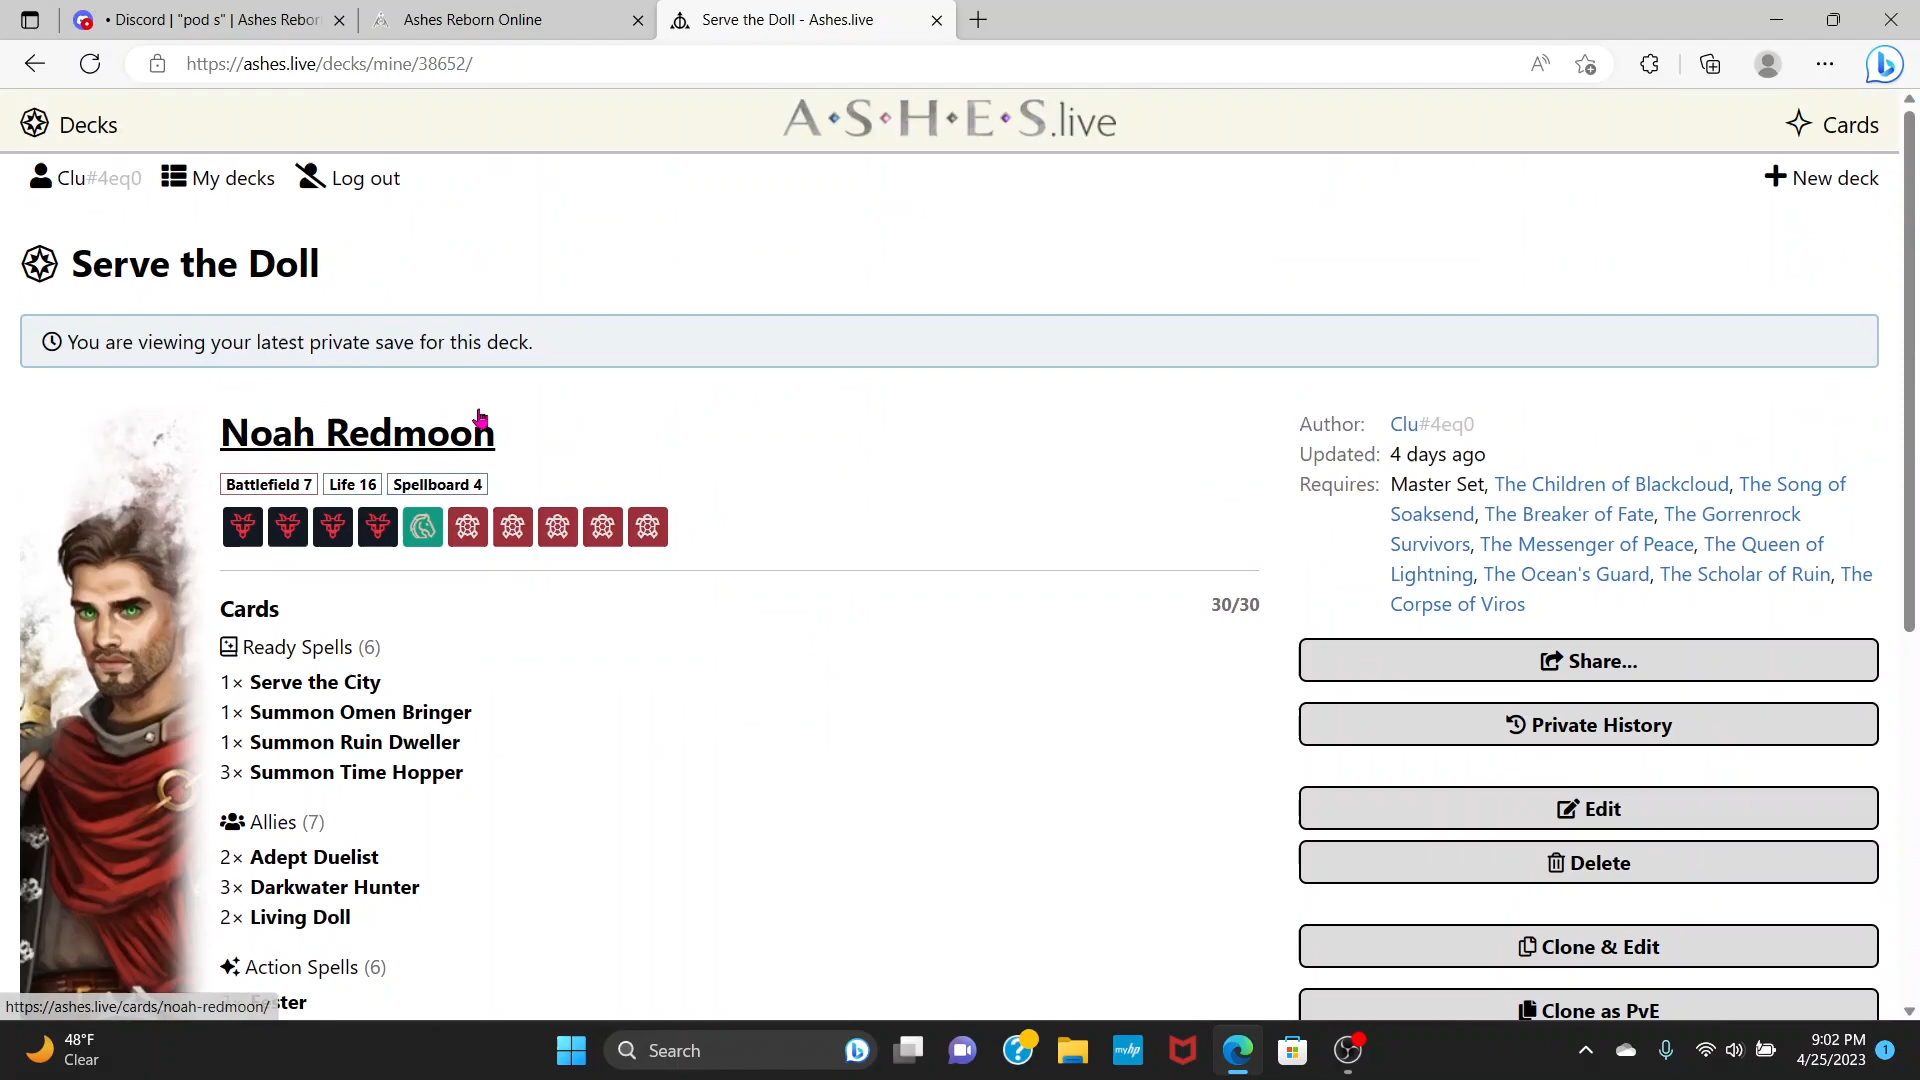 • Discord | "pod s" | Ashes Rebor
Ashes Reborn Online
Serve the Doll - Ashes.live
https://ashes.live/decks/mine/38652/
Decks
A•S•H•E•S.live
Cards
Clu#4eq0
My decks
Log out
New deck
Serve the Doll
You are viewing your latest private save for this deck.
Noah Redmoon
Battlefield 7
Life 16
Spellboard 4
Author: Clu#4eq0
Updated: 4 days ago
Requires: Master Set, The Children of Blackcloud, The Song of
Soaksend, The Breaker of Fate, The Gorrenrock
Survivors, The Messenger of Peace, The Queen of
Lightning, The Ocean's Guard, The Scholar of Ruin, The
Corpse of Viros
Cards
30/30
Ready Spells (6)
1× Serve the City
1× Summon Omen Bringer
1× Summon Ruin Dweller
3× Summon Time Hopper
Allies (7)
2× Adept Duelist
3× Darkwater Hunter
2× Living Doll
Action Spells (6)
Share...
Private History
Edit
Delete
Clone & Edit
Clone as PvE
https://ashes.live/cards/noah-redmoon/
48°F
Clear
Search
myhp
9:02 PM
4/25/2023
1